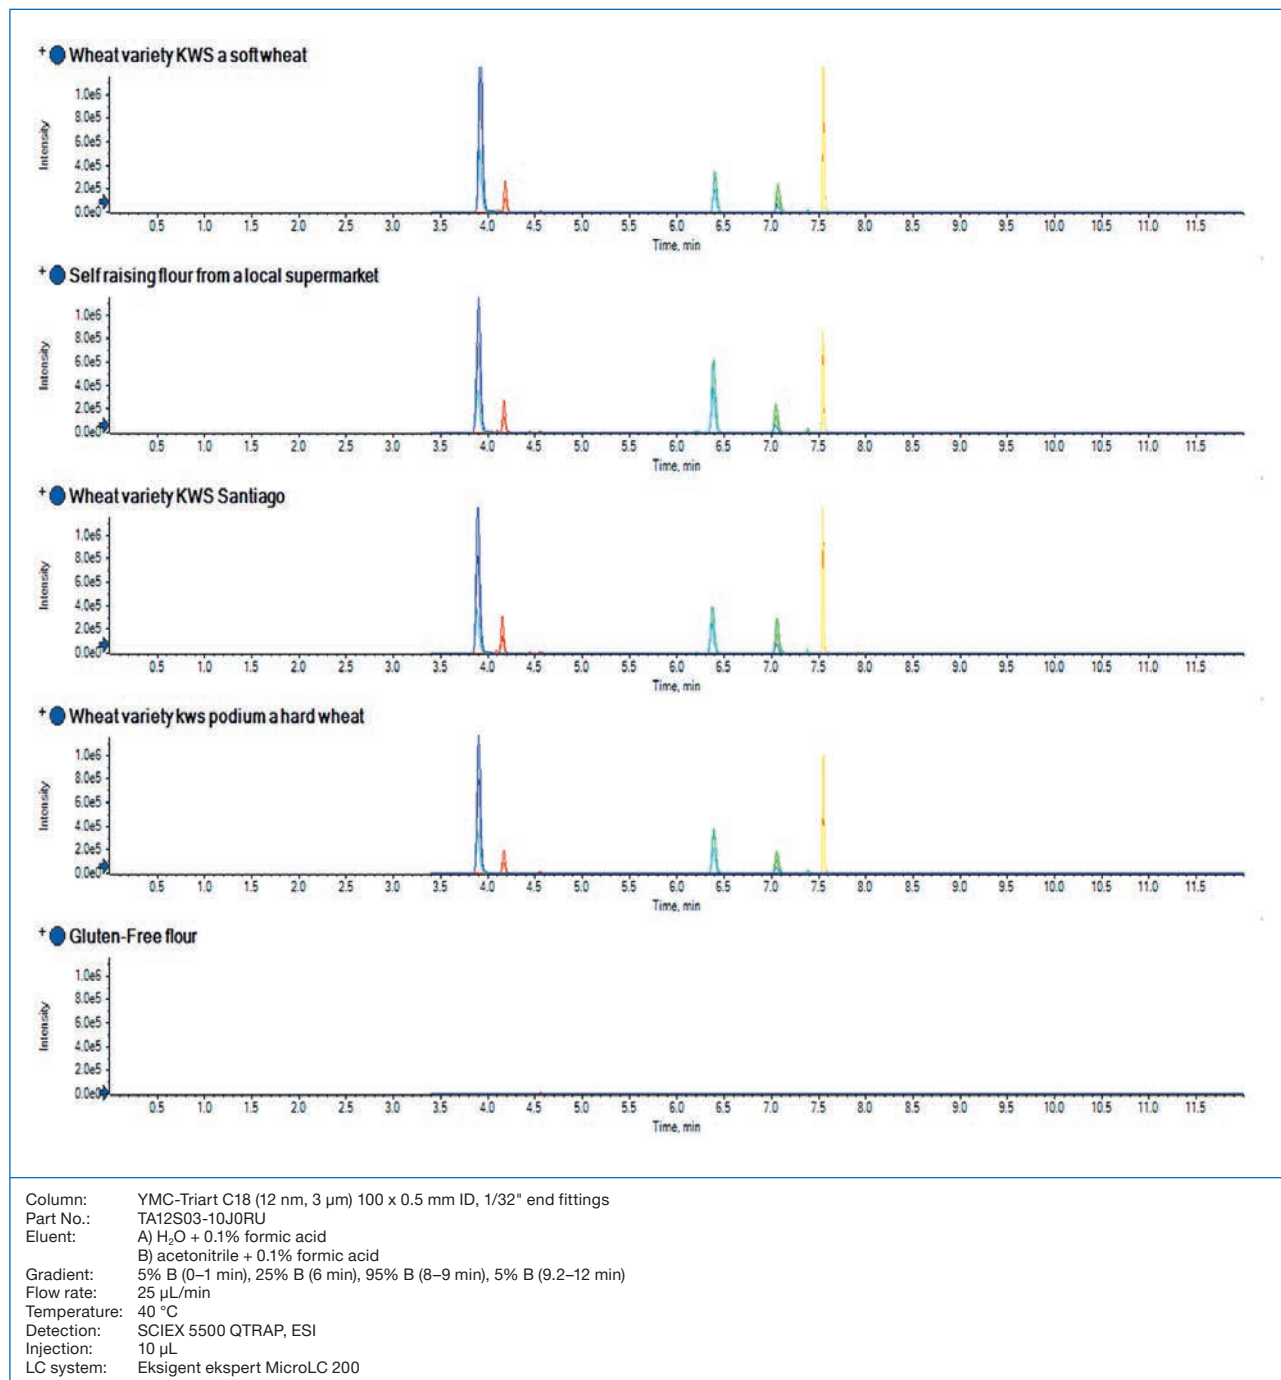 + Wheat variety KWS a soft wheat
Intensity
1.0e6
8.0e5
6.0e5
4.0e5
2.0e5
0.0e0
0.5 1.0 1.5 2.0 2.5 3.0 3.5 4.0 4.5 5.0 5.5 6.0 6.5 7.0 7.5 8.0 8.5 9.0 9.5 10.0 10.5 11.0 11.5
Time, min
+ Self raising flour from a local supermarket
Intensity
1.0e6
8.0e5
6.0e5
4.0e5
2.0e5
0.0e0
0.5 1.0 1.5 2.0 2.5 3.0 3.5 4.0 4.5 5.0 5.5 6.0 6.5 7.0 7.5 8.0 8.5 9.0 9.5 10.0 10.5 11.0 11.5
Time, min
+ Wheat variety KWS Santiago
Intensity
1.0e6
8.0e5
6.0e5
4.0e5
2.0e5
0.0e0
0.5 1.0 1.5 2.0 2.5 3.0 3.5 4.0 4.5 5.0 5.5 6.0 6.5 7.0 7.5 8.0 8.5 9.0 9.5 10.0 10.5 11.0 11.5
Time, min
+ Wheat variety kws podium a hard wheat
Intensity
1.0e6
8.0e5
6.0e5
4.0e5
2.0e5
0.0e0
0.5 1.0 1.5 2.0 2.5 3.0 3.5 4.0 4.5 5.0 5.5 6.0 6.5 7.0 7.5 8.0 8.5 9.0 9.5 10.0 10.5 11.0 11.5
Time, min
+ Gluten-Free flour
Intensity
1.0e6
8.0e5
6.0e5
4.0e5
2.0e5
0.0e0
0.5 1.0 1.5 2.0 2.5 3.0 3.5 4.0 4.5 5.0 5.5 6.0 6.5 7.0 7.5 8.0 8.5 9.0 9.5 10.0 10.5 11.0 11.5
Time, min
Column: YMC-Triart C18 (12 nm, 3 µm) 100 x 0.5 mm ID, 1/32" end fittings
Part No.: TA12S03-10J0RU
Eluent: A) H₂O + 0.1% formic acid
B) acetonitrile + 0.1% formic acid
Gradient: 5% B (0–1 min), 25% B (6 min), 95% B (8–9 min), 5% B (9.2–12 min)
Flow rate: 25 µL/min
Temperature: 40 °C
Detection: SCIEX 5500 QTRAP, ESI
Injection: 10 µL
LC system: Eksigent ekspert MicroLC 200